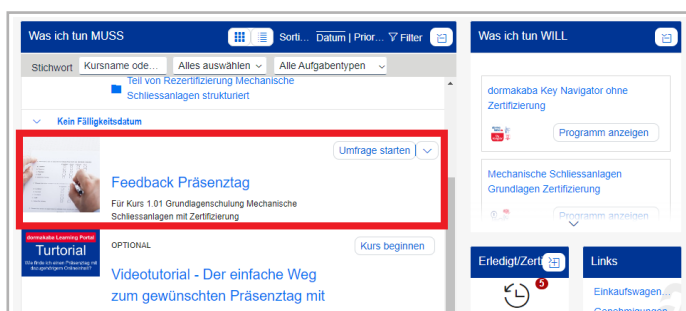 Was ich tun MUSS
Sorti... Datum | Prior... Filter
Stichwort Kursname ode... Alles auswählen Alle Aufgabentypen
Teil von Rezertifizierung Mechanische
Schliessanlagen strukturiert
Kein Fälligkeitsdatum
Umfrage starten |
Feedback Präsenztag
Für Kurs 1.01 Grundlagenschulung Mechanische
Schliessanlagen mit Zertifizierung
dormakaba Learning Portal
Turtorial
OPTIONAL
Kurs beginnen
Videotutorial - Der einfache Weg
zum gewünschten Präsenztag mit
Was ich tun WILL
dormakaba Key Navigator ohne
Zertifizierung
Programm anzeigen
Mechanische Schliessanlagen
Grundlagen Zertifizierung
Programm anzeigen
Erledigt/Zerti
5
Links
Einkaufswagen...
Genehmigungen